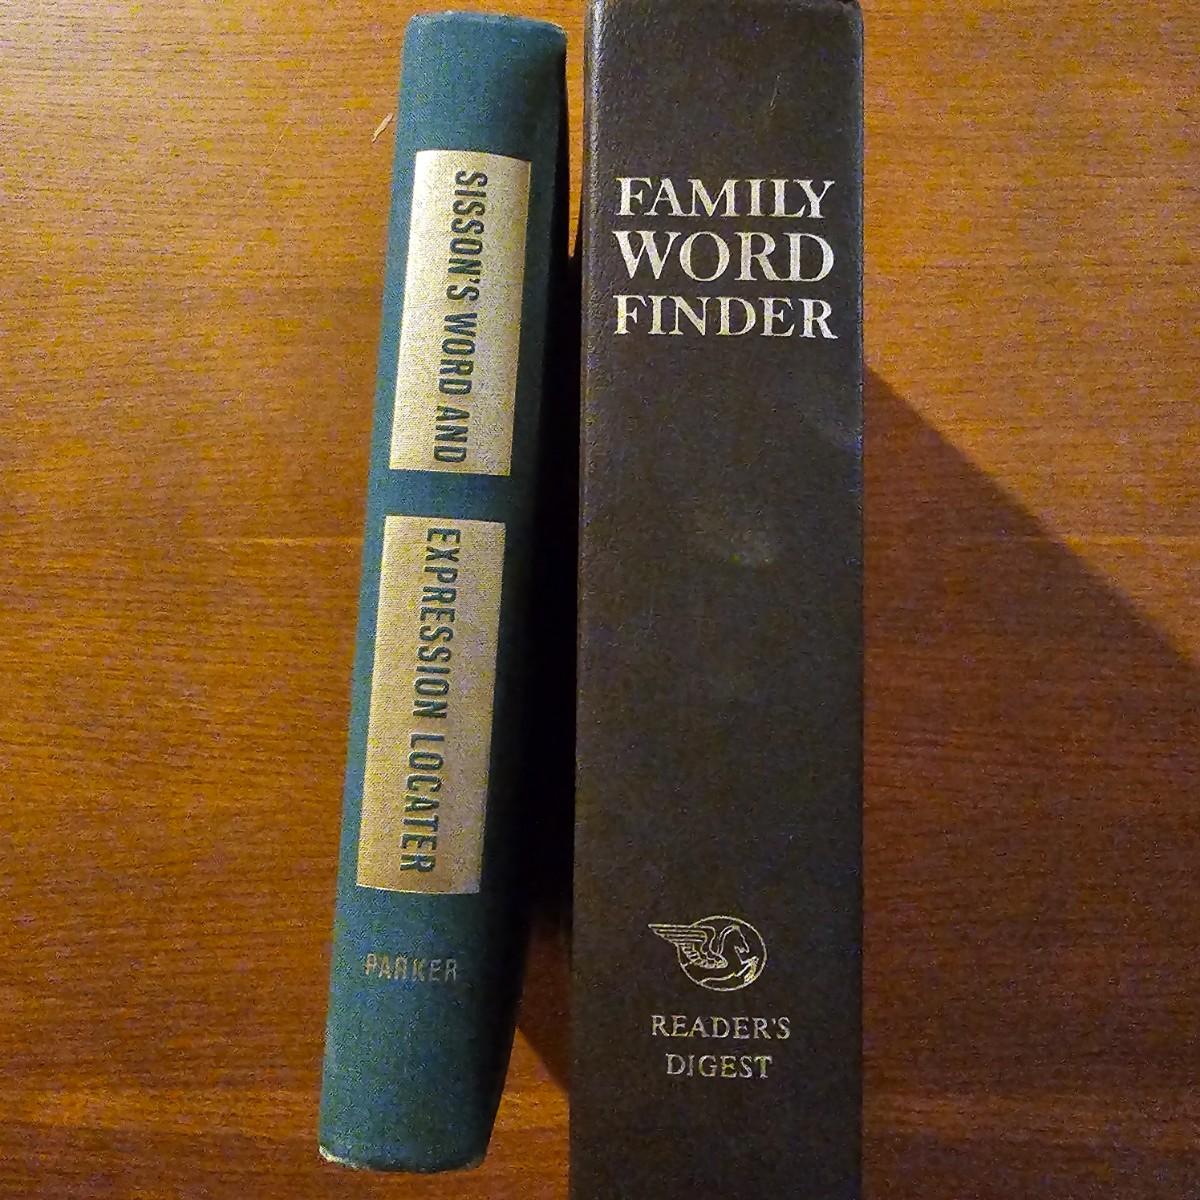 SISSON'S WORD AND
EXPRESSION LOCATER
PARKER
FAMILY
WORD
FINDER
READER'S
DIGEST